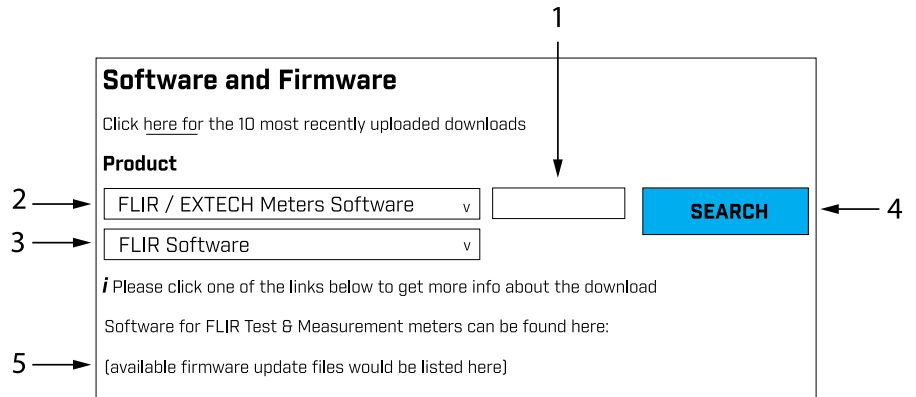 1
Software and Firmware
Click here for the 10 most recently uploaded downloads
Product
2 FLIR / EXTECH Meters Software v SEARCH 4
3 FLIR Software v
i Please click one of the links below to get more info about the download
Software for FLIR Test & Measurement meters can be found here:
5 (available firmware update files would be listed here)